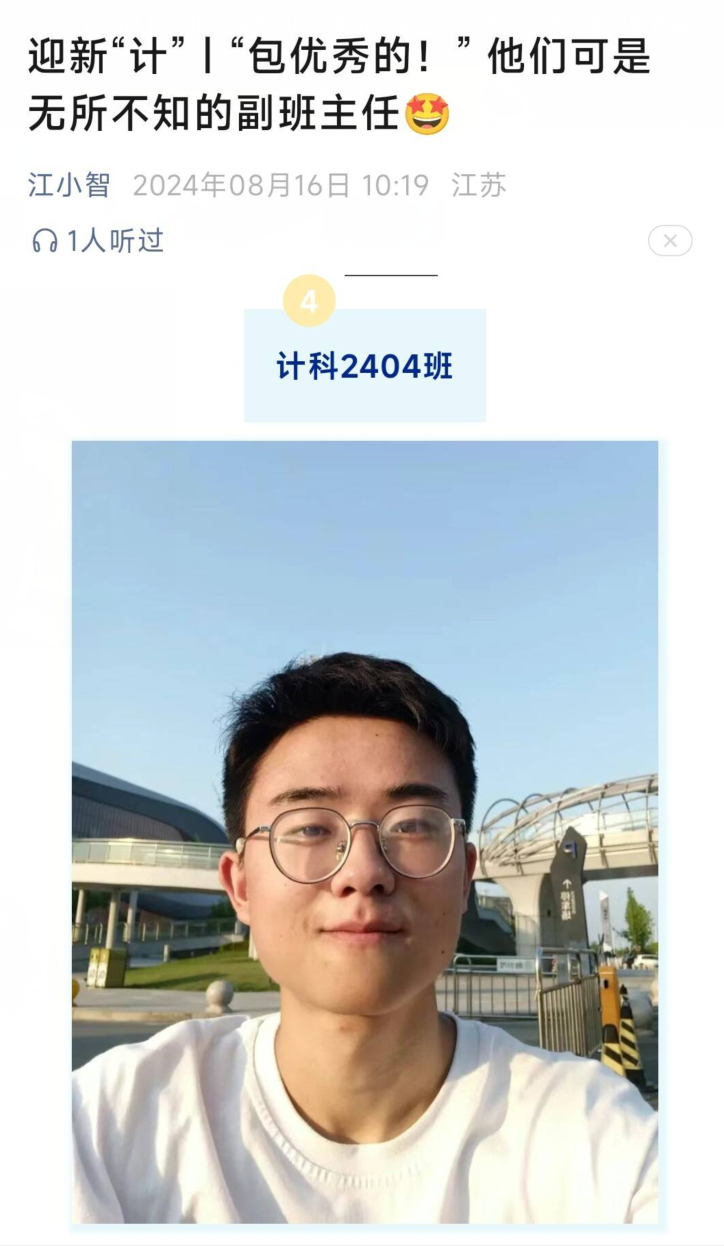 迎新“计”丨“包优秀的！” 他们可是
无所不知的副班主任🤩
江小智 2024年08月16日 10:19 江苏
1人听过
4
计科2404班